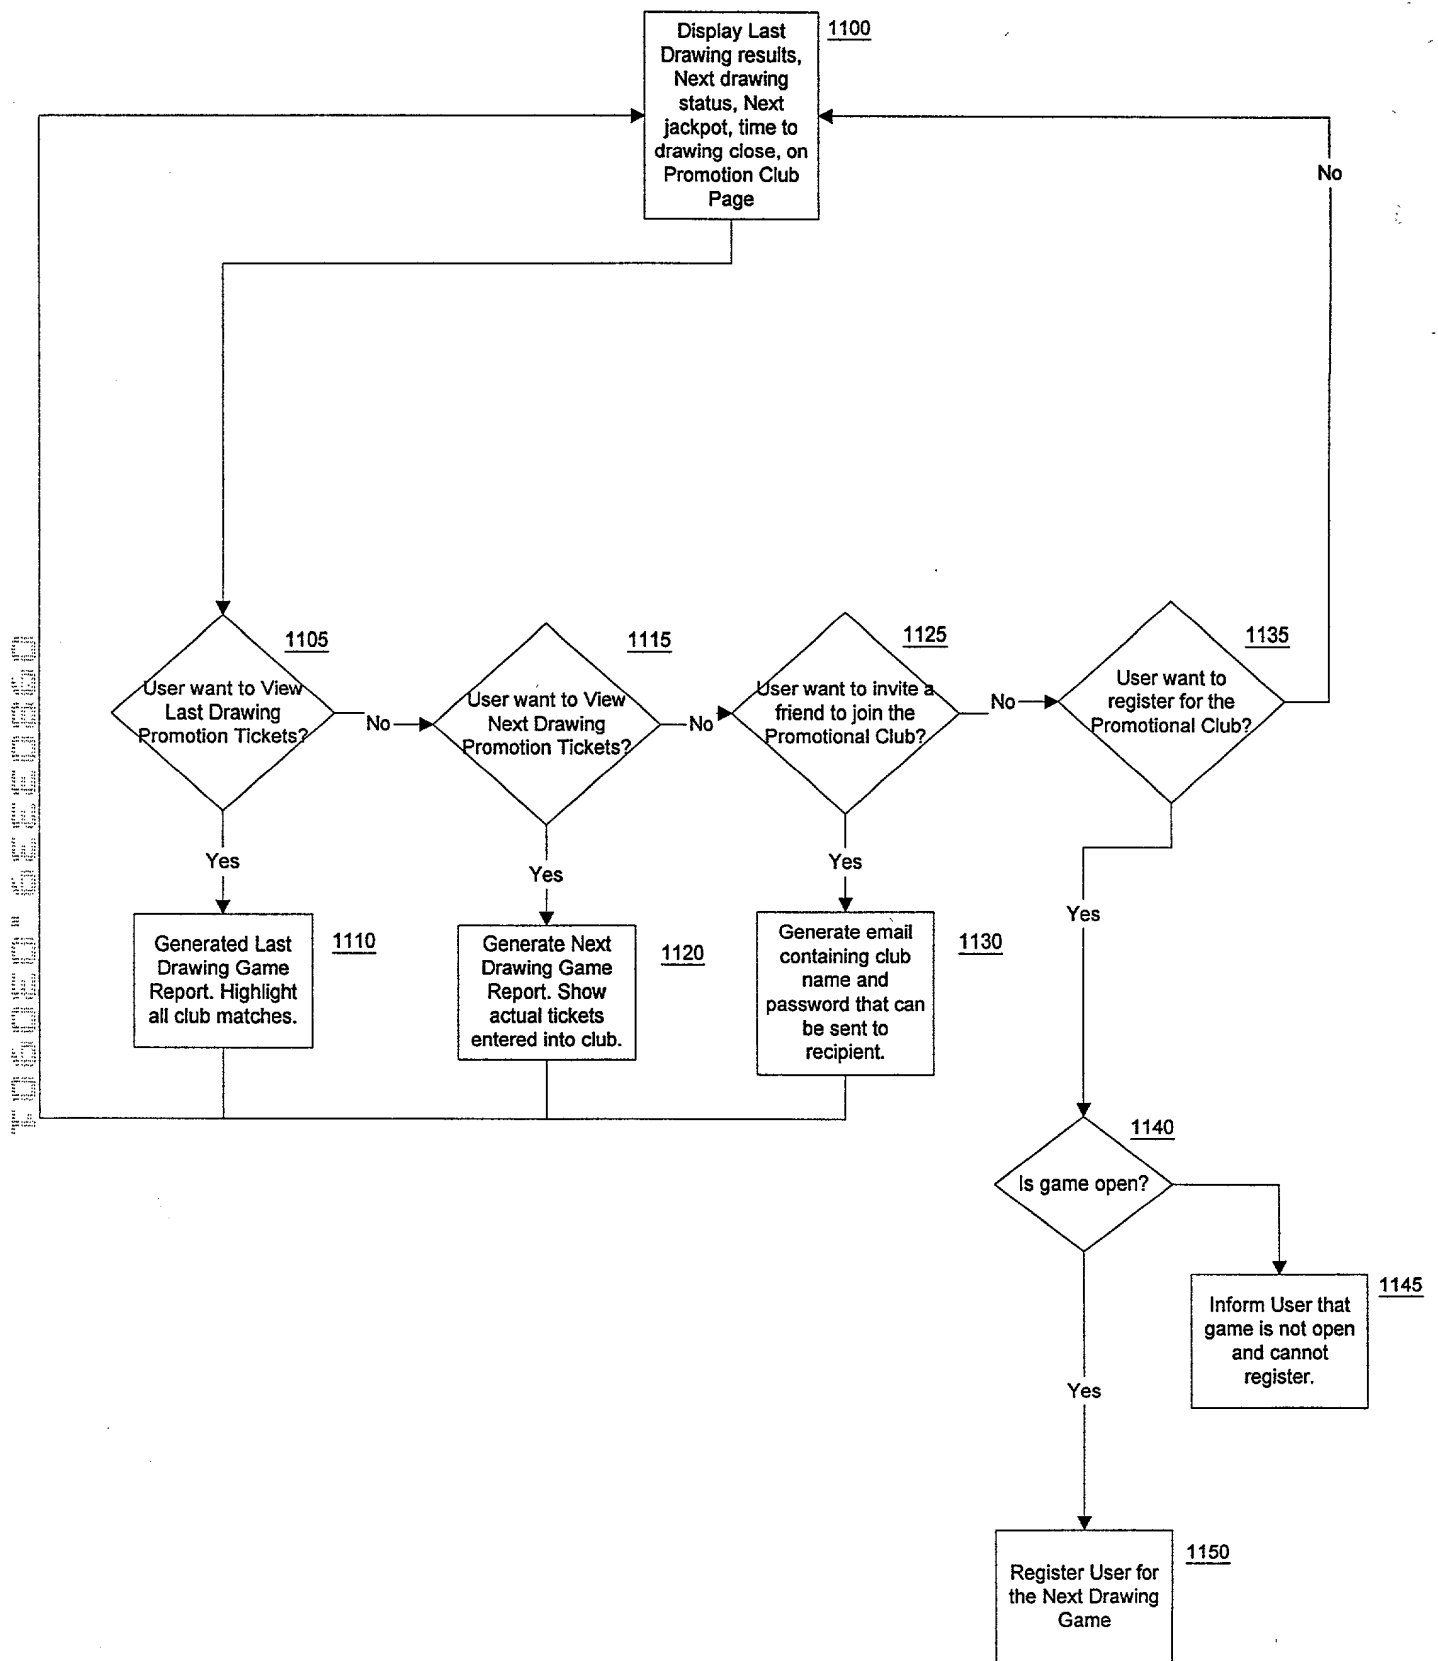 Display Last
Drawing results,
Next drawing
status, Next
jackpot, time to
drawing close, on
Promotion Club
Page
1100
No
1105
User want to View
Last Drawing
Promotion Tickets?
No
1115
User want to View
Next Drawing
Promotion Tickets?
No
1125
User want to invite a
friend to join the
Promotional Club?
No
1135
User want to
register for the
Promotional Club?
Yes
Yes
Yes
Yes
Generated Last
Drawing Game
Report. Highlight
all club matches.
1110
Generate Next
Drawing Game
Report. Show
actual tickets
entered into club.
1120
Generate email
containing club
name and
password that can
be sent to
recipient.
1130
1140
Is game open?
1145
Inform User that
game is not open
and cannot
register.
Yes
1150
Register User for
the Next Drawing
Game